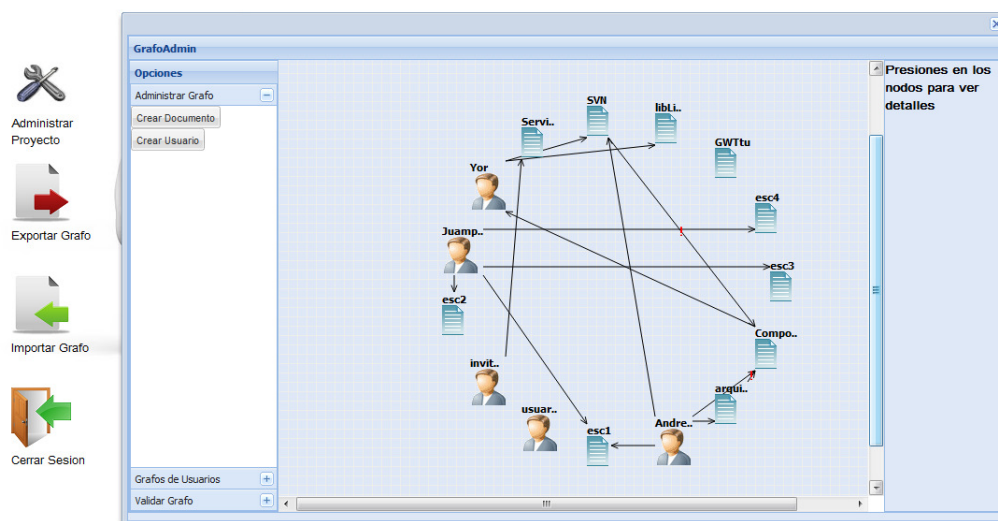 Administrar
Proyecto
Exportar Grafo
Importar Grafo
Cerrar Sesion
GrafoAdmin
Opciones
Administrar Grafo
Crear Documento
Crear Usuario
Grafos de Usuarios
Validar Grafo
SVN
libLi..
Servi..
GWTtu
Yor
esc4
Juamp..
esc3
esc2
Compo..
invit..
arqui..
usuar..
esc1
Andre..
Presiones en los
nodos para ver
detalles